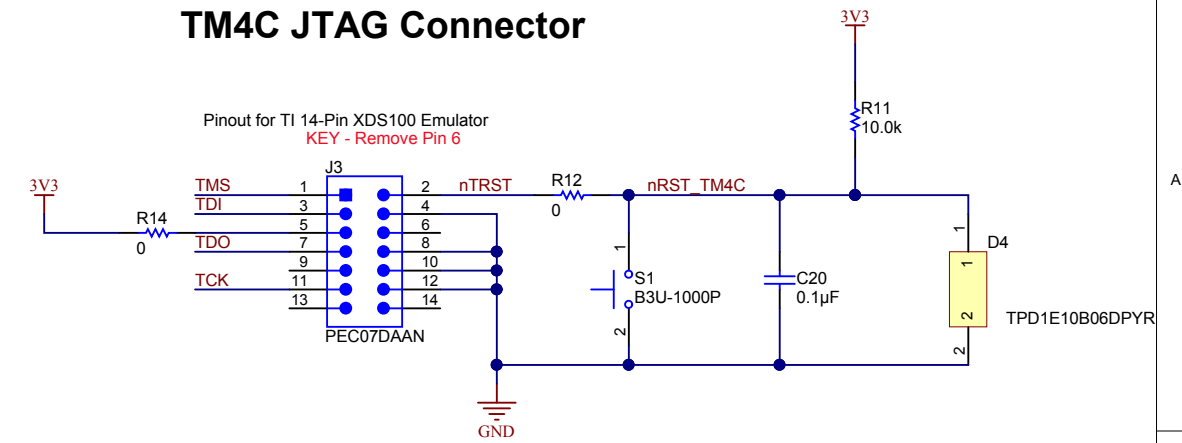 TM4C JTAG Connector
3V3
R11
10.0k
Pinout for TI 14-Pin XDS100 Emulator
KEY - Remove Pin 6
J3
3V3
TMS 1 2 nTRST R12 nRST_TM4C
0
A
TDI 3 4
R14 5 6
0
TDO 7 8
9 10
TCK 11 12
13 14
PEC07DAAN
1
S1
B3U-1000P
2
C20
0.1µF
1
D4
1
2
TPD1E10B06DPYR
2
GND